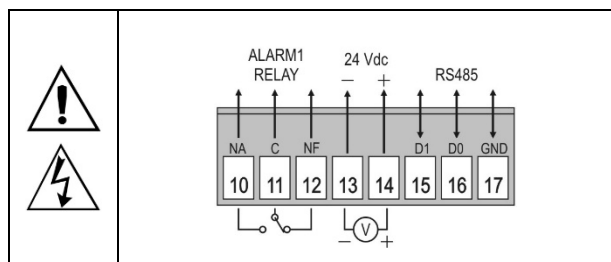 ALARM1 24 Vdc
RELAY − + RS485
NA C NF D1 D0 GND
10 11 12 13 14 15 16 17
− V +